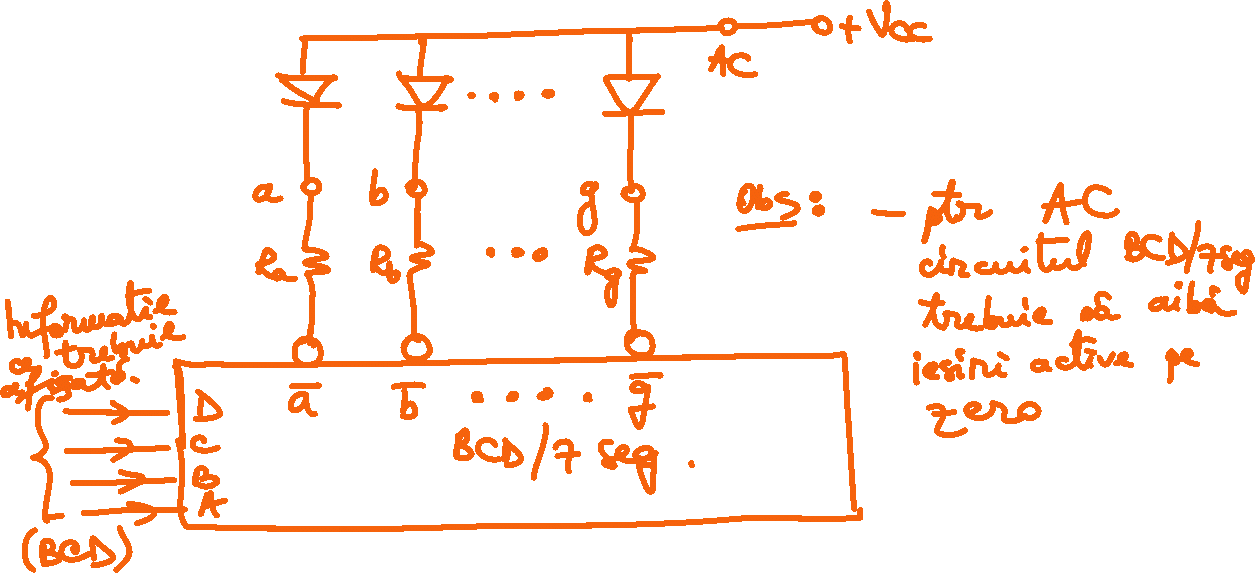 +Vcc
AC
a b g
Ra Rb Rg
Obs: - ptr AC
circuitul BCD/7seg
trebuie să aibă
iesiri active pe
zero
Informatie
ce trebuie
afisată.
a̅ b̅ .... g̅
D
C
B
A
BCD/7 seg.
(BCD)